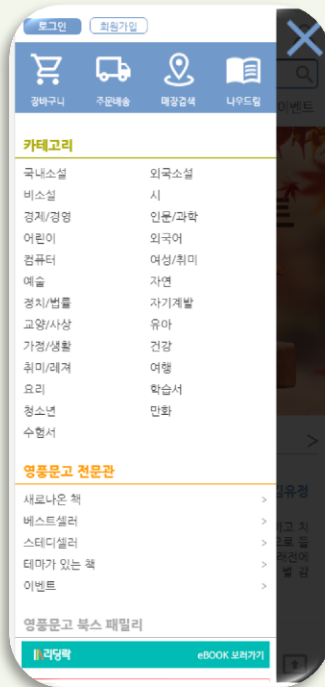 로그인 회원가입
장바구니 주문배송 매장검색 나우드림
이벤트
카테고리
국내소설 외국소설
비소설 시
경제/경영 인문/과학
어린이 외국어
컴퓨터 여성/취미
예술 자연
정치/법률 자기계발
교양/사상 유아
가정/생활 건강
취미/레져 여행
요리 학습서
청소년 만화
수험서
영풍문고 전문관
새로나온 책 >
베스트셀러 >
스테디셀러 >
테마가 있는 책 >
이벤트 >
영풍문고 북스 패밀리
리딩락 eBOOK 보러가기